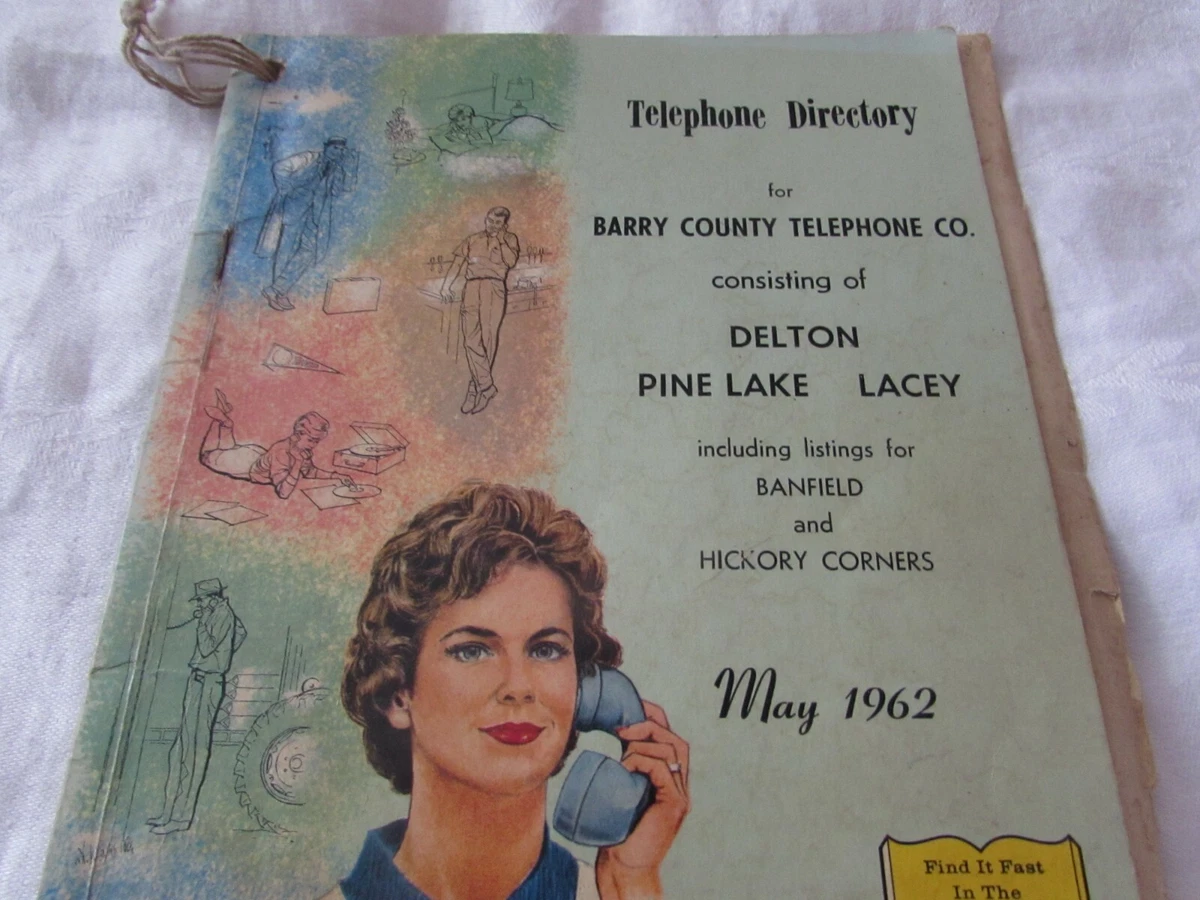 Telephone Directory
for
BARRY COUNTY TELEPHONE CO.
consisting of
DELTON
PINE LAKE LACEY
including listings for
BANFIELD
and
HICKORY CORNERS
May 1962
Find It Fast
In The